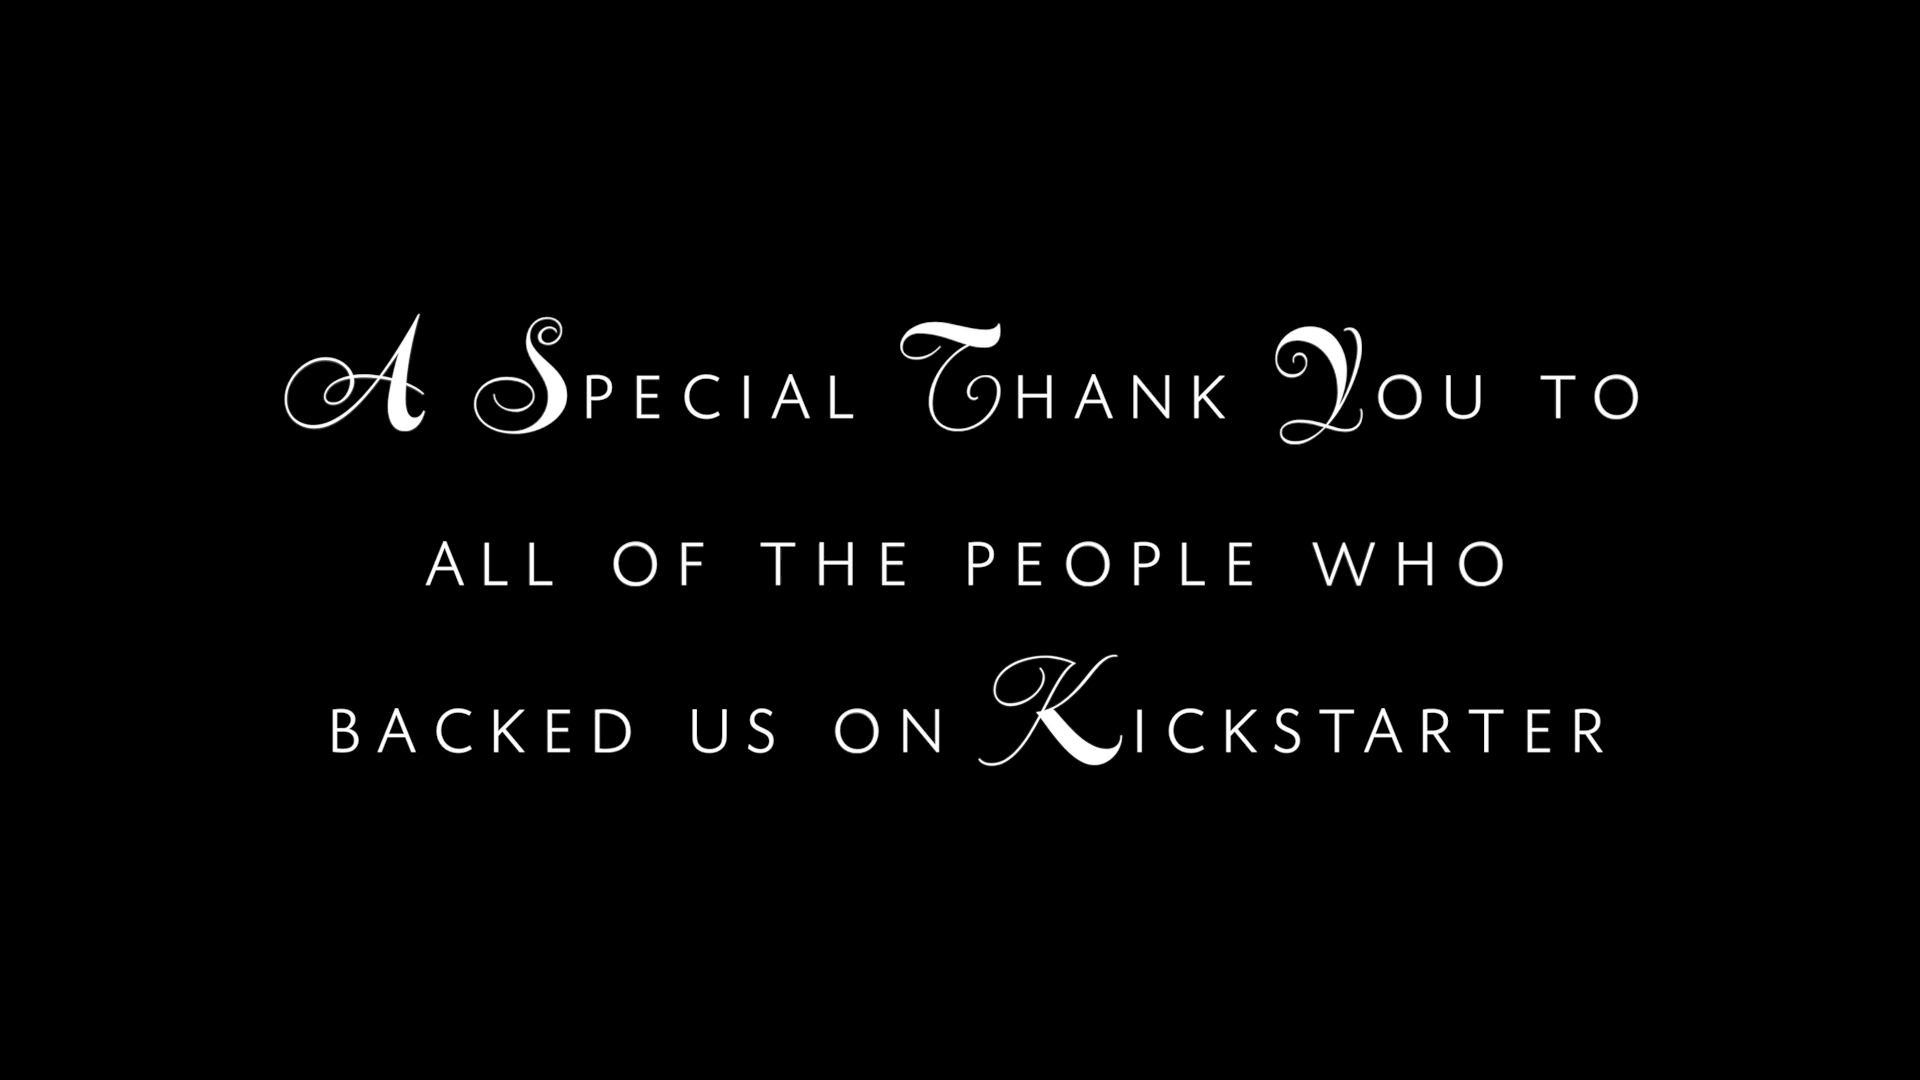 A Special Thank You to
all of the people who
backed us on Kickstarter